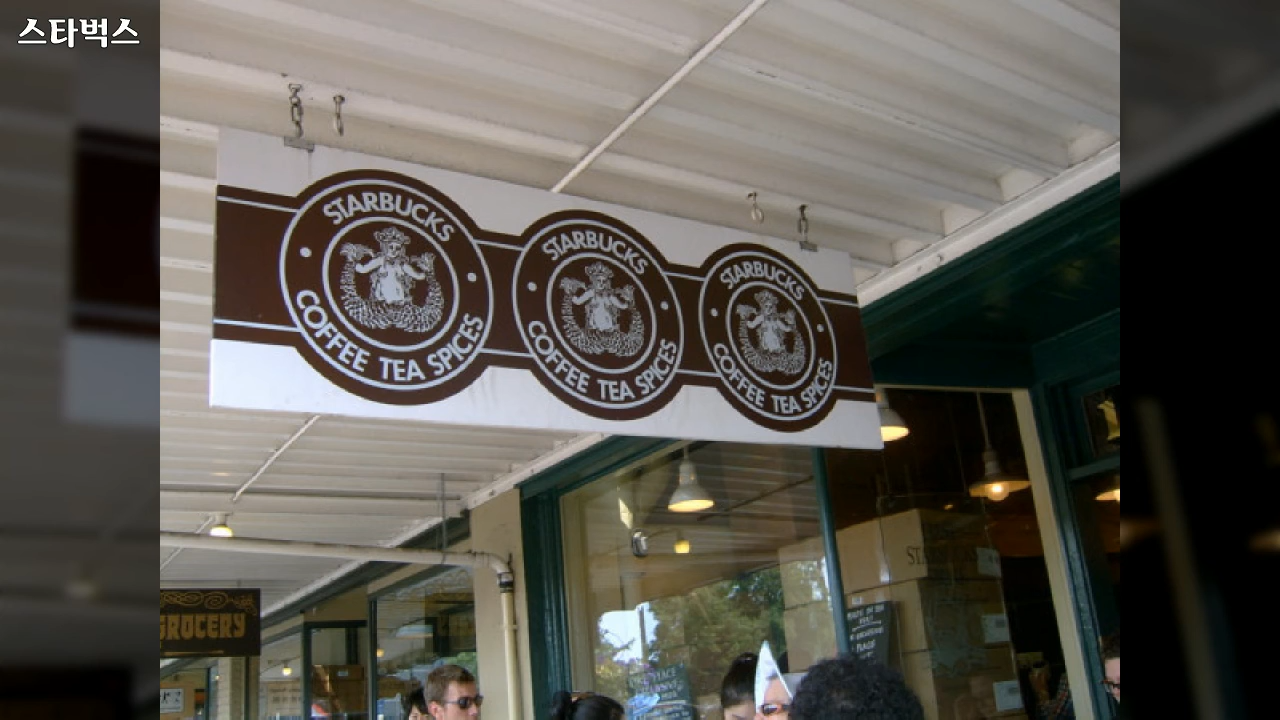 스타벅스
STARBUCKS
COFFEE TEA SPICES
STARBUCKS
COFFEE TEA SPICES
STARBUCKS
COFFEE TEA SPICES
GROCERY